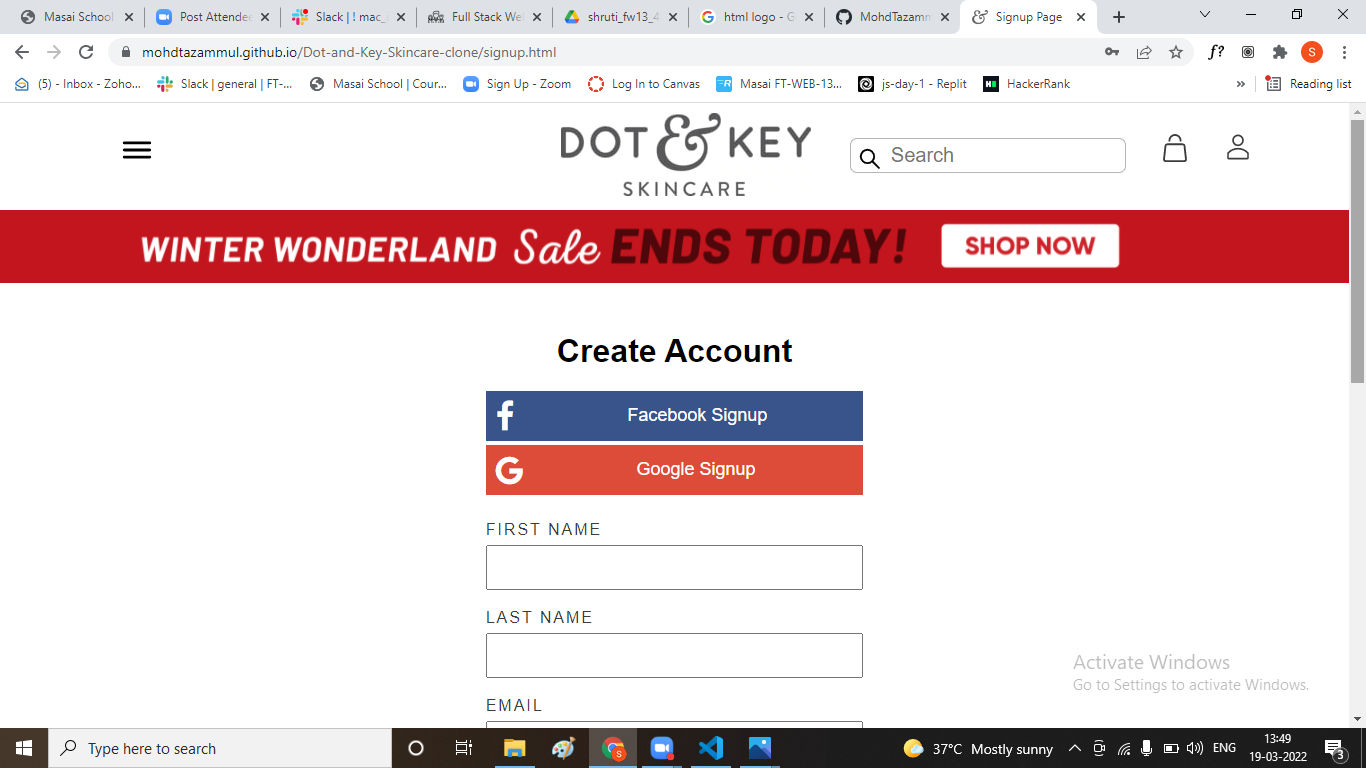 Masai School
Post Attende
Slack | ! mac_
Full Stack We
shruti_fw13_4
html logo - G
MohdTazamm
Signup Page
mohdtazammul.github.io/Dot-and-Key-Skincare-clone/signup.html
f?
S
(5) - Inbox - Zoho...
Slack | general | FT-...
Masai School | Cour...
Sign Up - Zoom
Log In to Canvas
Masai FT-WEB-13...
js-day-1 - Replit
HackerRank
»
Reading list
DOT & KEY
SKINCARE
Search
WINTER WONDERLAND Sale ENDS TODAY!
SHOP NOW
Create Account
Facebook Signup
Google Signup
FIRST NAME
LAST NAME
EMAIL
Activate Windows
Go to Settings to activate Windows.
Type here to search
37°C Mostly sunny
ENG
13:49
19-03-2022
3